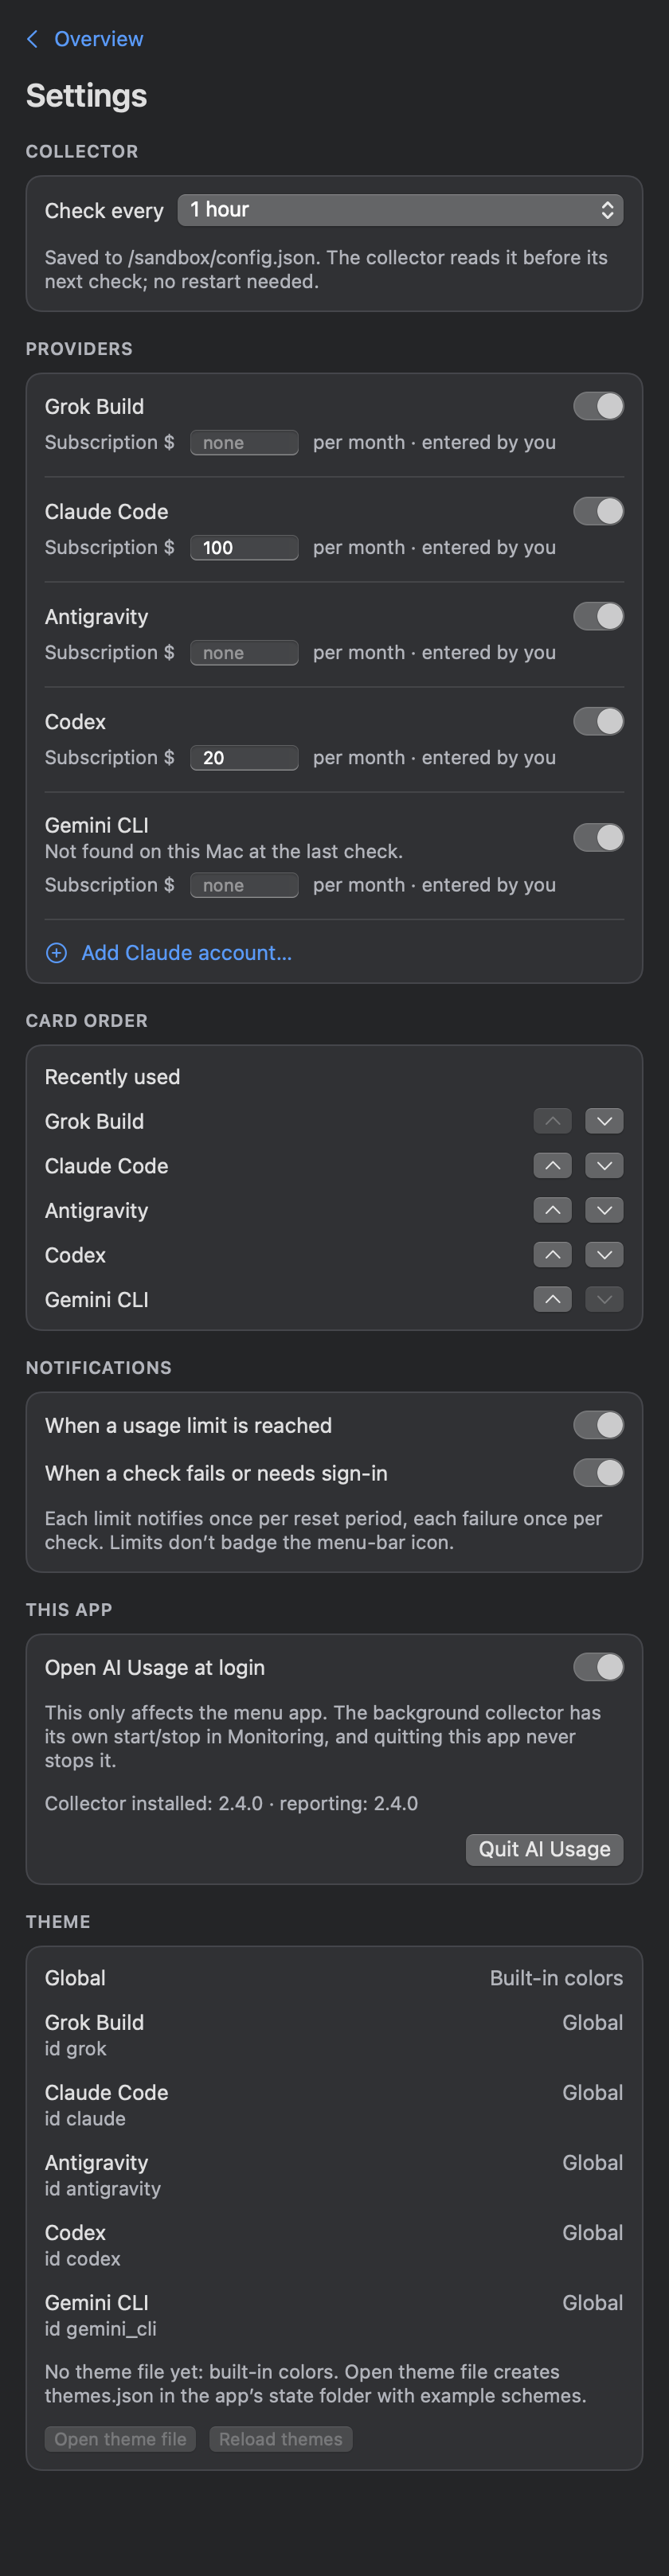 Overview
Settings
COLLECTOR
Check every 1 hour
Saved to /sandbox/config.json. The collector reads it before its
next check; no restart needed.
PROVIDERS
Grok Build
Subscription $ none per month · entered by you
Claude Code
Subscription $ 100 per month · entered by you
Antigravity
Subscription $ none per month · entered by you
Codex
Subscription $ 20 per month · entered by you
Gemini CLI
Not found on this Mac at the last check.
Subscription $ none per month · entered by you
Add Claude account...
CARD ORDER
Recently used
Grok Build
Claude Code
Antigravity
Codex
Gemini CLI
NOTIFICATIONS
When a usage limit is reached
When a check fails or needs sign-in
Each limit notifies once per reset period, each failure once per
check. Limits don’t badge the menu-bar icon.
THIS APP
Open AI Usage at login
This only affects the menu app. The background collector has
its own start/stop in Monitoring, and quitting this app never
stops it.
Collector installed: 2.4.0 · reporting: 2.4.0
Quit AI Usage
THEME
Global Built-in colors
Grok Build Global
id grok
Claude Code Global
id claude
Antigravity Global
id antigravity
Codex Global
id codex
Gemini CLI Global
id gemini_cli
No theme file yet: built-in colors. Open theme file creates
themes.json in the app’s state folder with example schemes.
Open theme file Reload themes